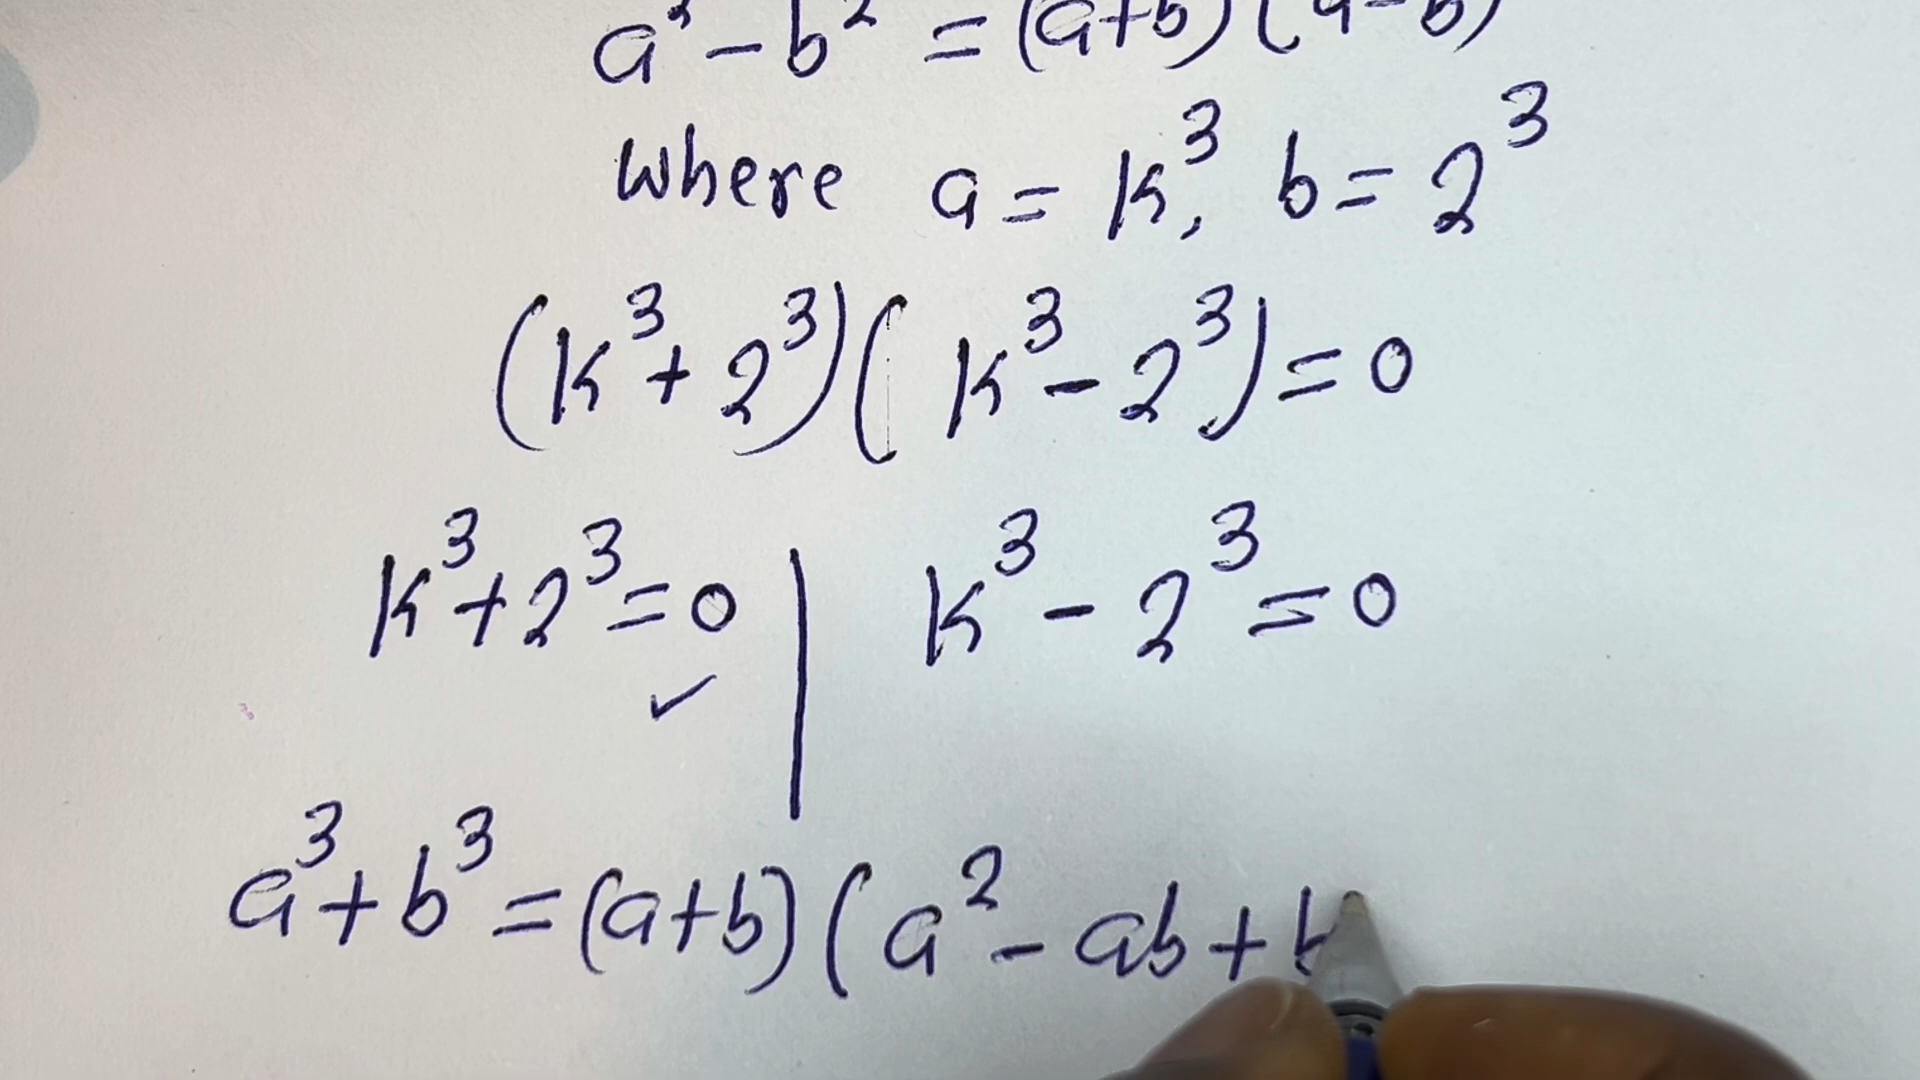 a² - b² = (a+b)(a-b)
Where a = K³, b = 2³
(K³+2³)(K³-2³)=0
K³+2³=0 | K³-2³=0
✓
a³+b³=(a+b)(a²-ab+b